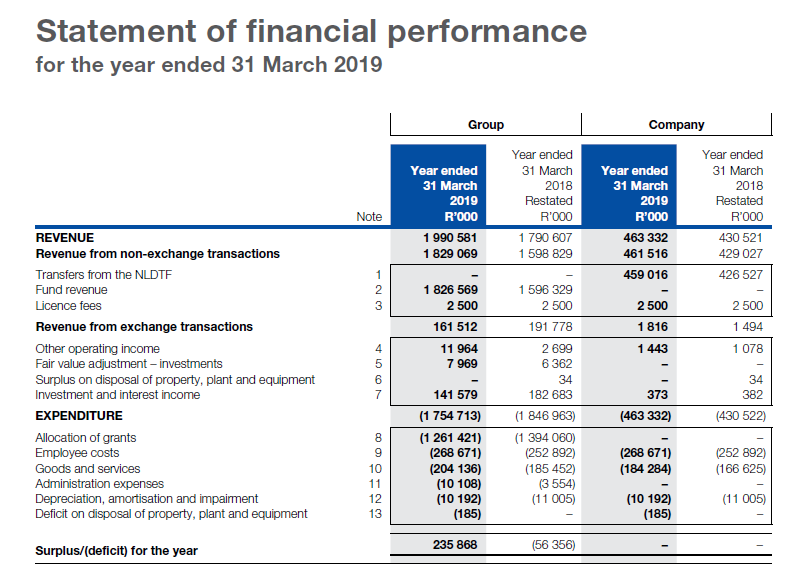 Statement of financial performance
for the year ended 31 March 2019
Group Company
Year ended Year ended
Year ended 31 March Year ended 31 March
31 March 2018 31 March 2018
2019 Restated 2019 Restated
Note R’000 R’000 R’000 R’000
REVENUE 1 990 581 1 790 607 463 332 430 521
Revenue from non-exchange transactions 1 829 069 1 598 829 461 516 429 027
Transfers from the NLDTF 1 – – 459 016 426 527
Fund revenue 2 1 826 569 1 596 329 – –
Licence fees 3 2 500 2 500 2 500 2 500
Revenue from exchange transactions 161 512 191 778 1 816 1 494
Other operating income 4 11 964 2 699 1 443 1 078
Fair value adjustment – investments 5 7 969 6 362 – –
Surplus on disposal of property, plant and equipment 6 – 34 – 34
Investment and interest income 7 141 579 182 683 373 382
EXPENDITURE (1 754 713) (1 846 963) (463 332) (430 522)
Allocation of grants 8 (1 261 421) (1 394 060) – –
Employee costs 9 (268 671) (252 892) (268 671) (252 892)
Goods and services 10 (204 136) (185 452) (184 284) (166 625)
Administration expenses 11 (10 108) (3 554) – –
Depreciation, amortisation and impairment 12 (10 192) (11 005) (10 192) (11 005)
Deficit on disposal of property, plant and equipment 13 (185) – (185) –
Surplus/(deficit) for the year 235 868 (56 356) – –